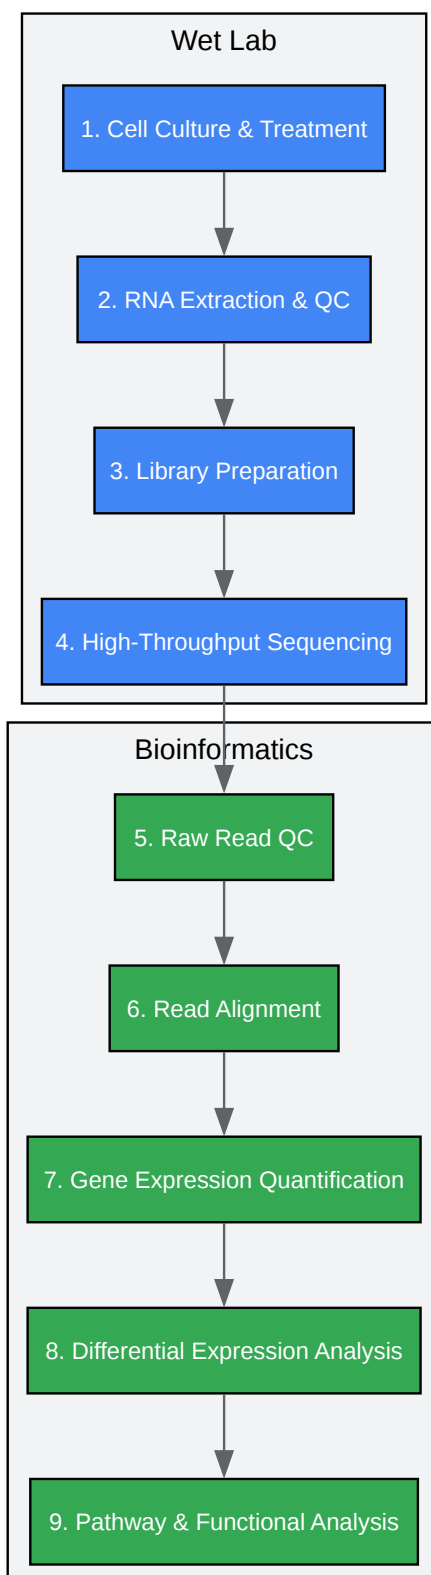 Wet Lab
1. Cell Culture & Treatment
2. RNA Extraction & QC
3. Library Preparation
4. High-Throughput Sequencing
Bioinformatics
5. Raw Read QC
6. Read Alignment
7. Gene Expression Quantification
8. Differential Expression Analysis
9. Pathway & Functional Analysis